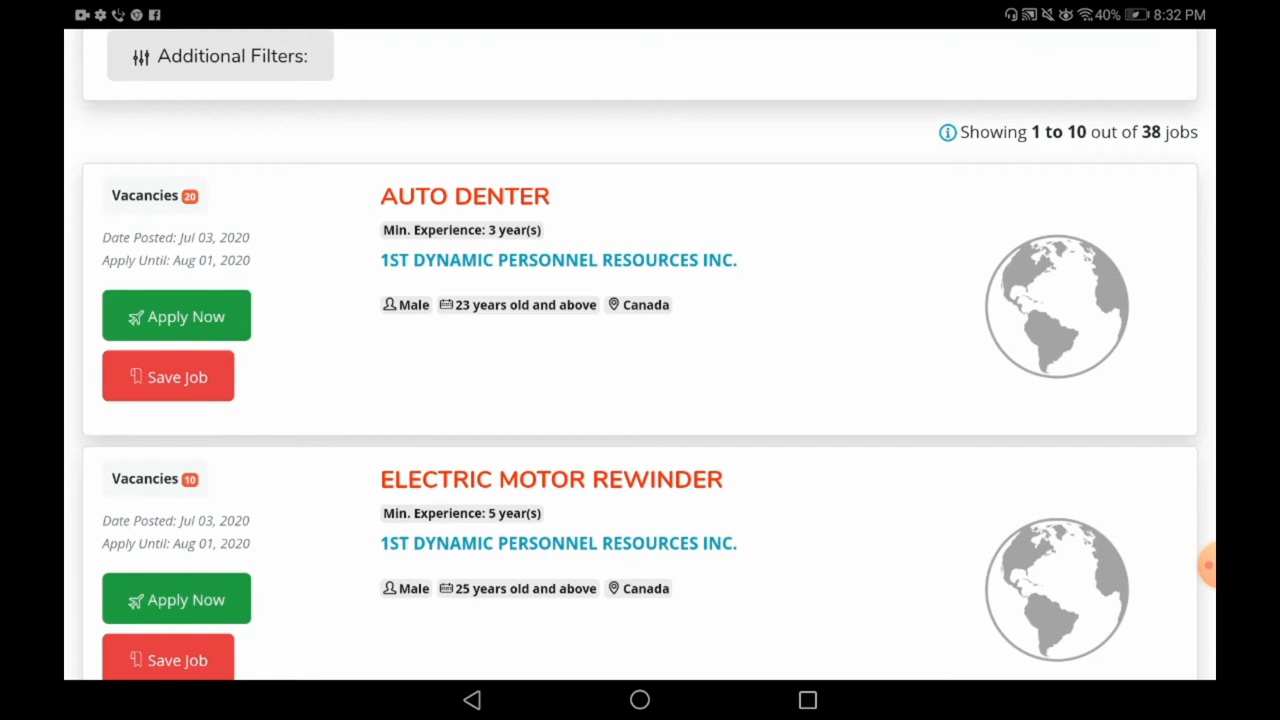 40% 8:32 PM
Additional Filters:
Showing 1 to 10 out of 38 jobs
Vacancies 20
Date Posted: Jul 03, 2020
Apply Until: Aug 01, 2020
Apply Now
Save Job
AUTO DENTER
Min. Experience: 3 year(s)
1ST DYNAMIC PERSONNEL RESOURCES INC.
Male 23 years old and above Canada
Vacancies 10
Date Posted: Jul 03, 2020
Apply Until: Aug 01, 2020
Apply Now
Save Job
ELECTRIC MOTOR REWINDER
Min. Experience: 5 year(s)
1ST DYNAMIC PERSONNEL RESOURCES INC.
Male 25 years old and above Canada